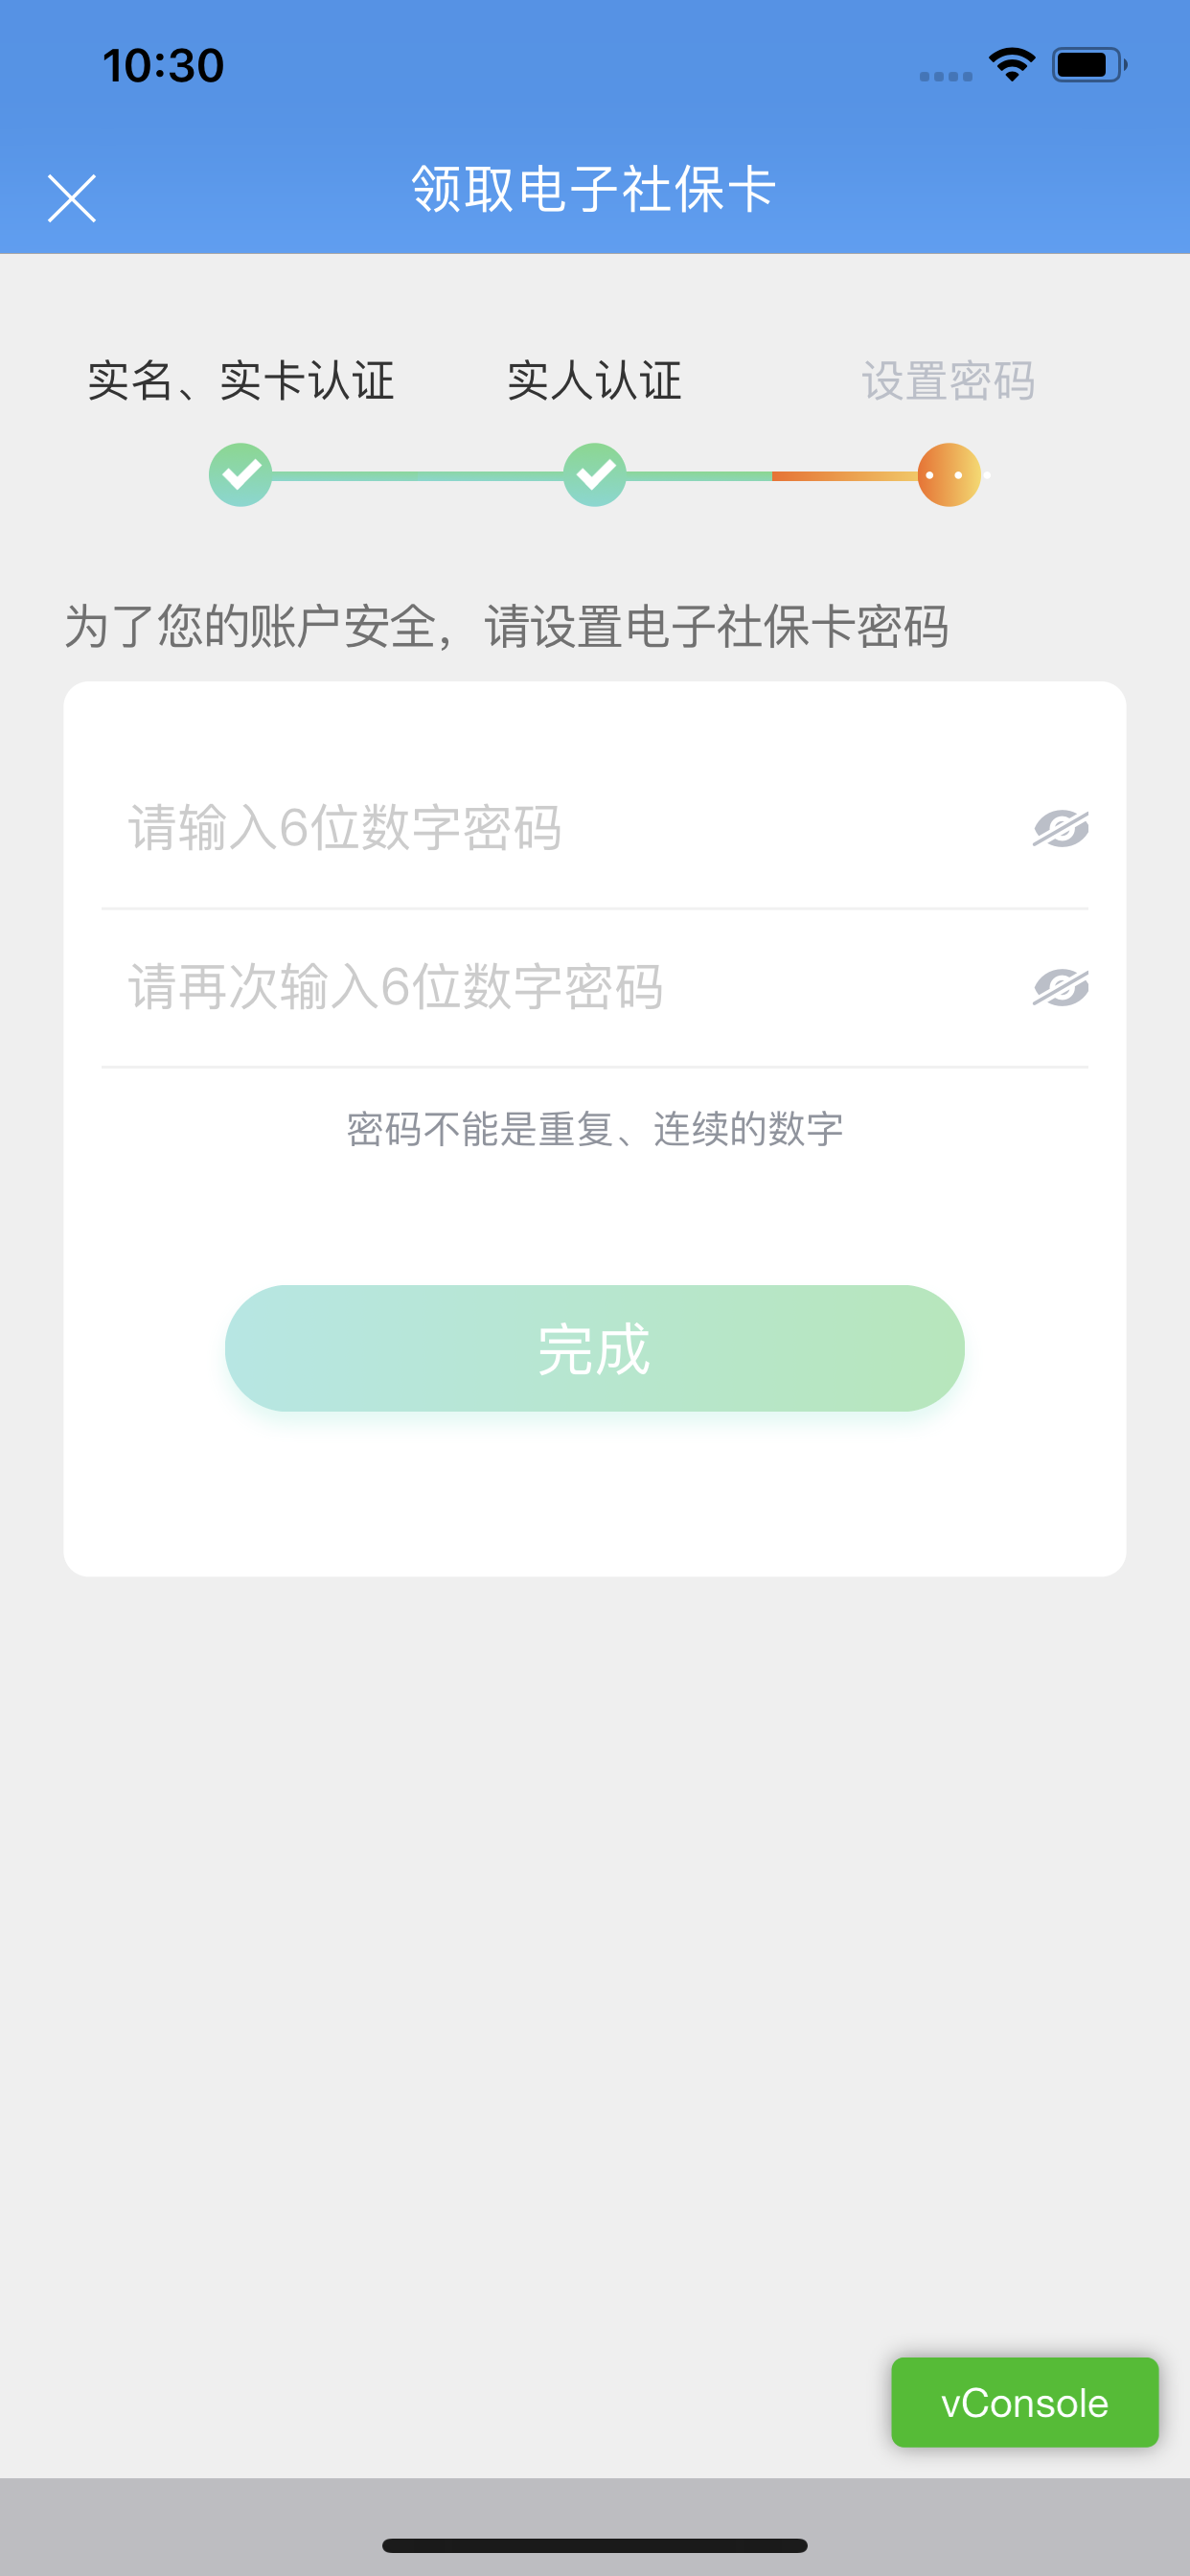 10:30
领取电子社保卡
实名、实卡认证 实人认证 设置密码
为了您的账户安全，请设置电子社保卡密码
请输入6位数字密码
请再次输入6位数字密码
密码不能是重复、连续的数字
完成
vConsole